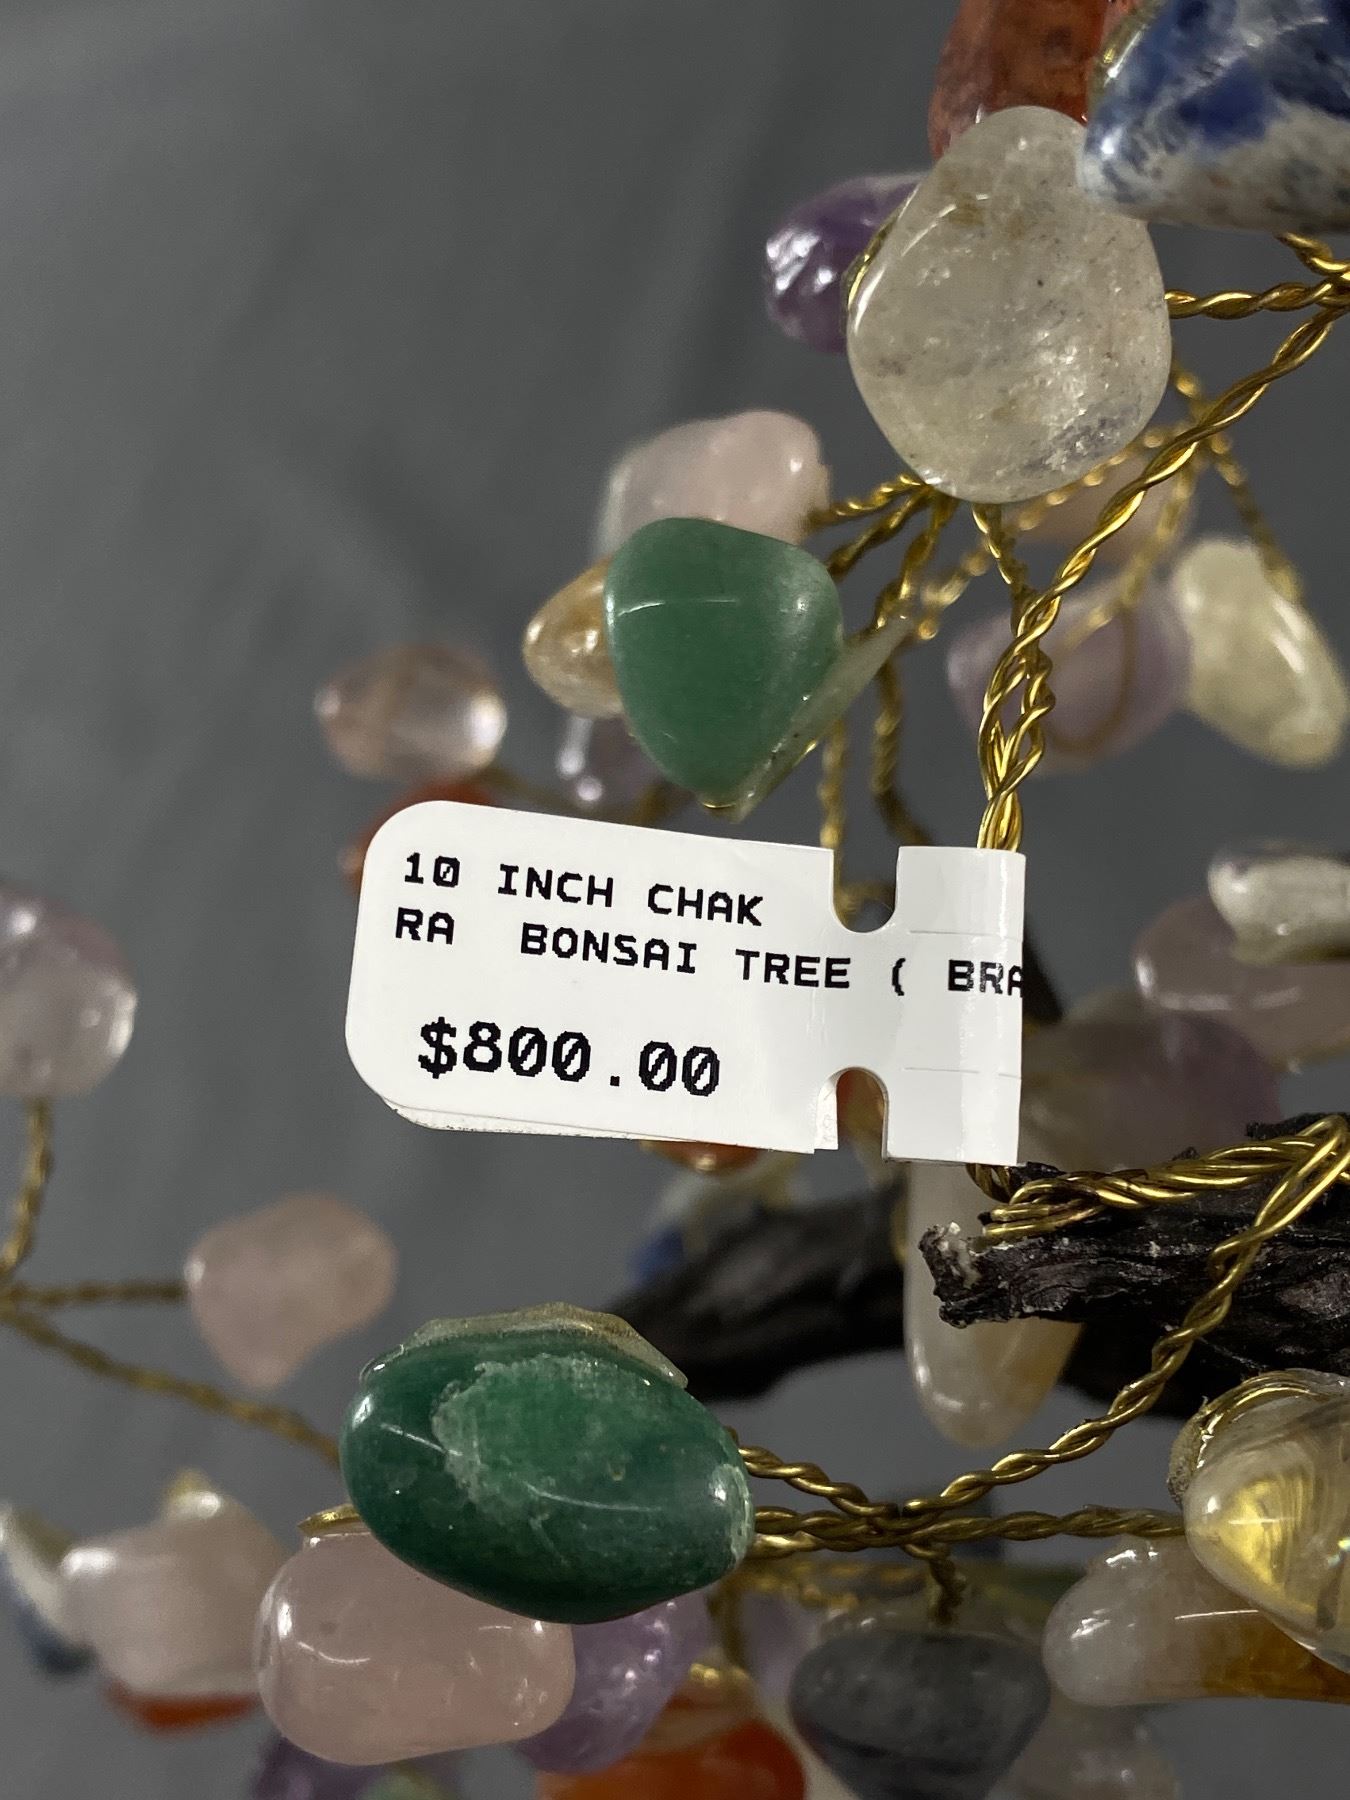 10 INCH CHAK
RA BONSAI TREE ( BRA
$800.00